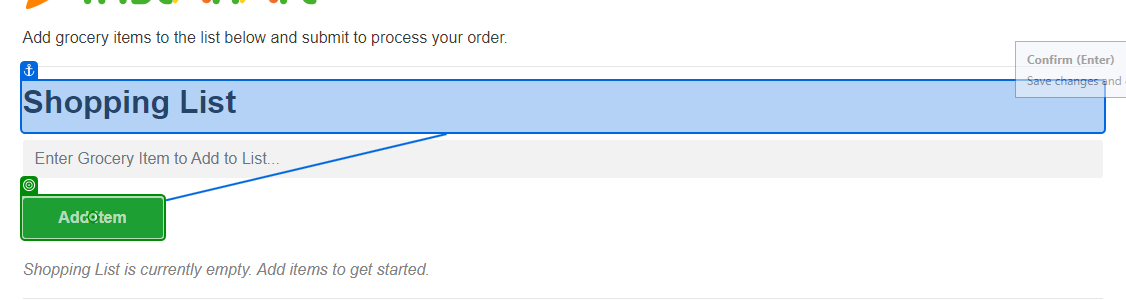 Add grocery items to the list below and submit to process your order.
Confirm (Enter)
Save changes and
Shopping List
Enter Grocery Item to Add to List...
Add Item
Shopping List is currently empty. Add items to get started.